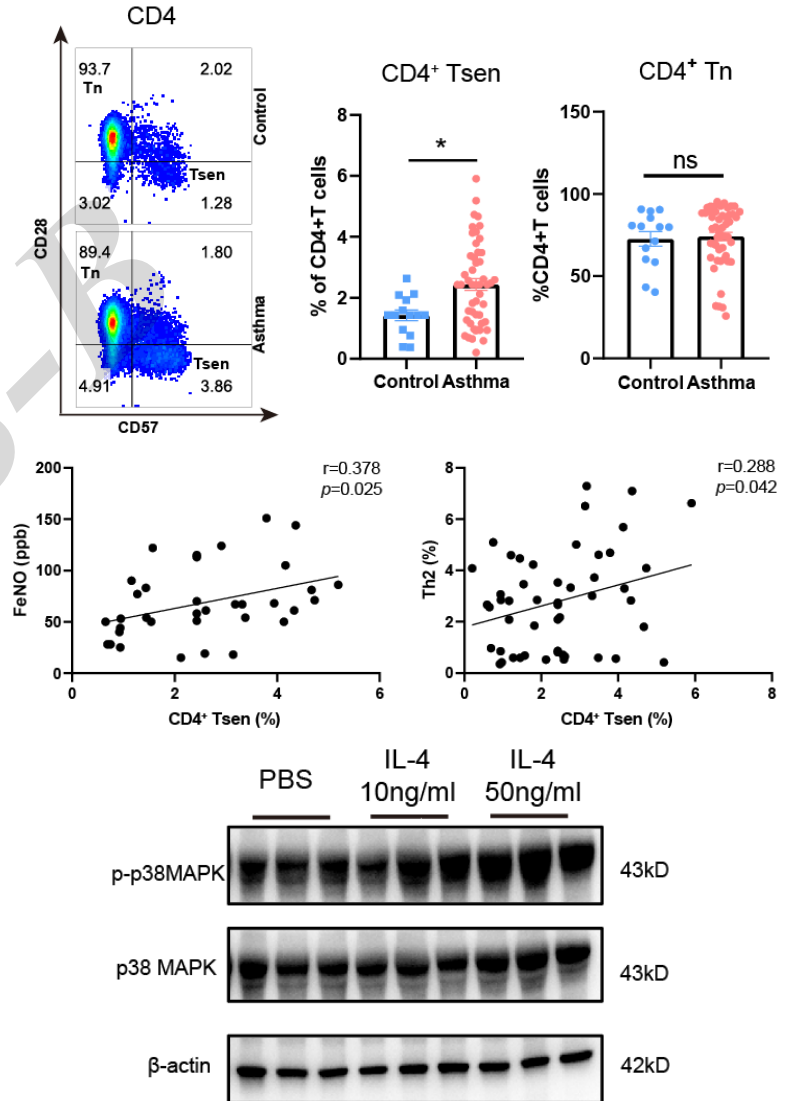 CD4
93.7
2.02
Tn
Control
Tsen
3.02
1.28
CD28
89.4
1.80
Tn
Asthma
Tsen
4.91
3.86
CD57
CD4⁺ Tsen
% of CD4+T cells
8
6
4
2
0
*
Control Asthma
CD4⁺ Tn
%CD4+T cells
150
100
50
0
ns
Control Asthma
r=0.378
p=0.025
FeNO (ppb)
200
150
100
50
0
0 2 4 6
CD4⁺ Tsen (%)
r=0.288
p=0.042
Th2 (%)
8
6
4
2
0
0 2 4 6 8
CD4⁺ Tsen (%)
PBS
IL-4
10ng/ml
IL-4
50ng/ml
p-p38MAPK
43kD
p38 MAPK
43kD
β-actin
42kD